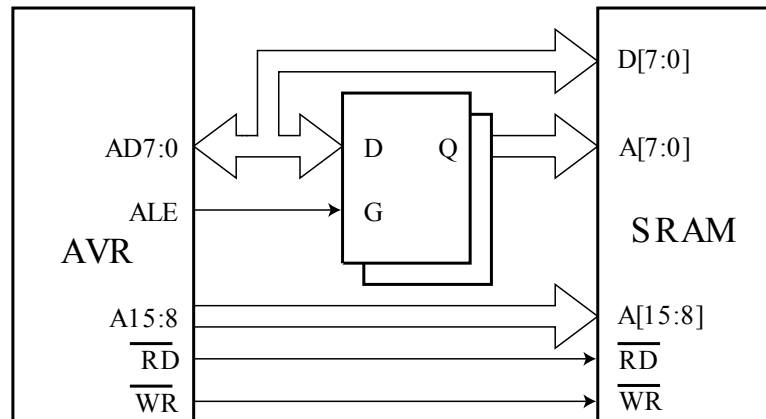 D[7:0]
AD7:0
D
Q
A[7:0]
ALE
G
AVR
SRAM
A15:8
A[15:8]
RD
RD
WR
WR